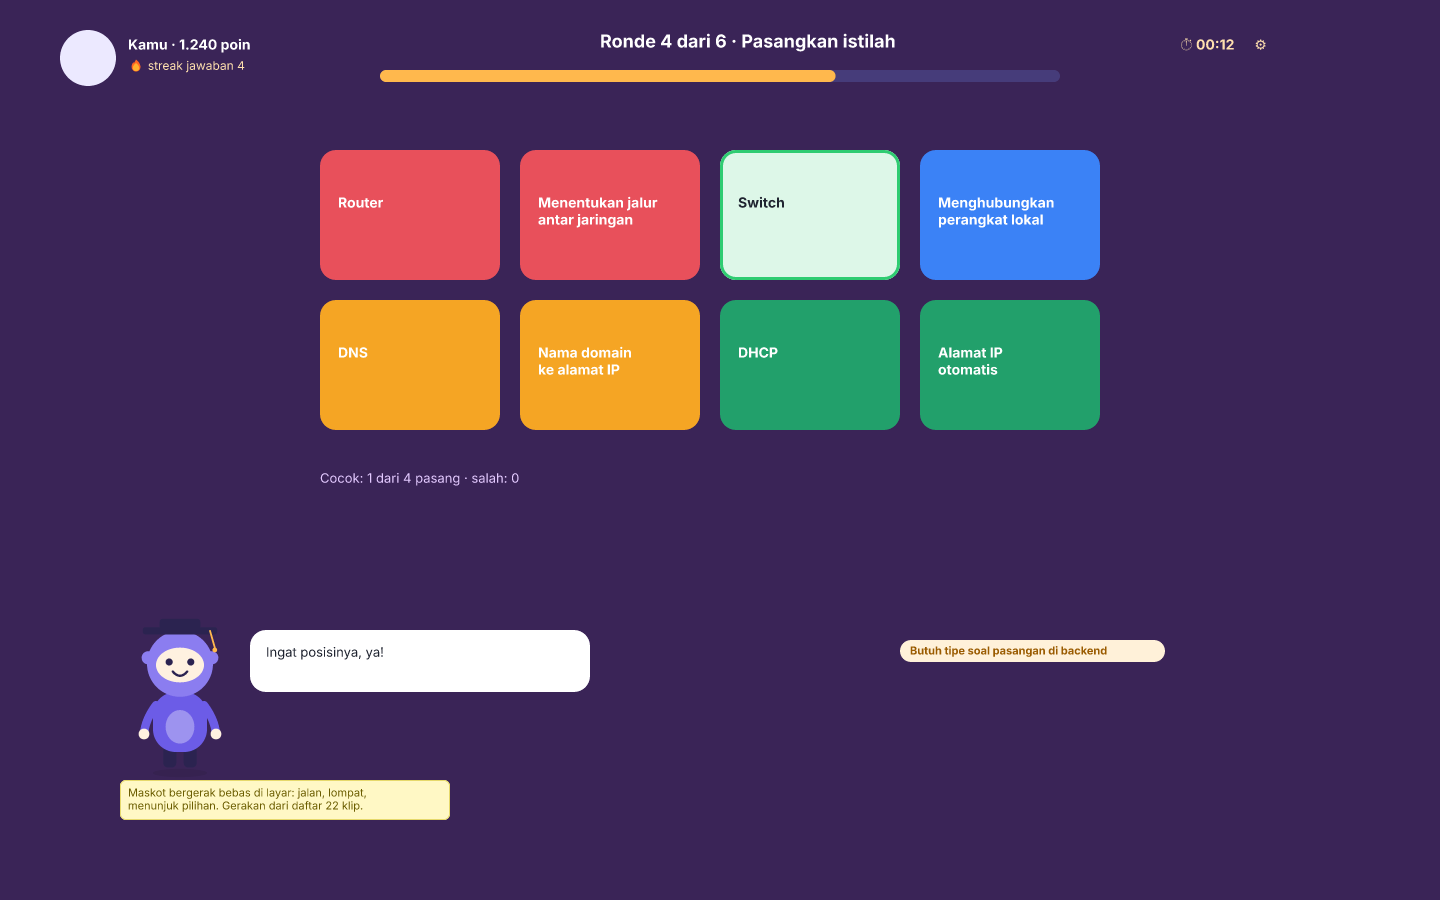 Kamu · 1.240 poin
🔥 streak jawaban 4
Ronde 4 dari 6 · Pasangkan istilah
⏱ 00:12 ⚙
Router
Menentukan jalur
antar jaringan
Switch
Menghubungkan
perangkat lokal
DNS
Nama domain
ke alamat IP
DHCP
Alamat IP
otomatis
Cocok: 1 dari 4 pasang · salah: 0
Ingat posisinya, ya!
Butuh tipe soal pasangan di backend
Maskot bergerak bebas di layar: jalan, lompat,
menunjuk pilihan. Gerakan dari daftar 22 klip.